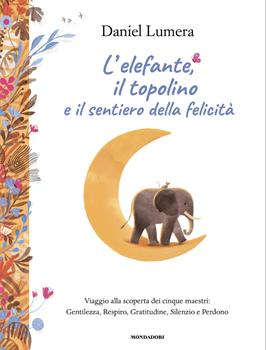 Daniel Lumera
L'elefante,
il topolino
e il sentiero della felicità
Viaggio alla scoperta dei cinque maestri:
Gentilezza, Respiro, Gratitudine, Silenzio e Perdono
MONDADORI